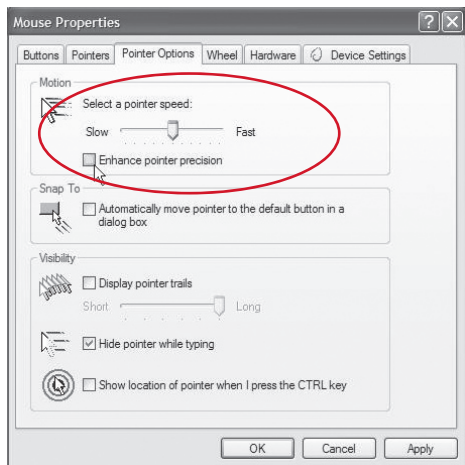 Mouse Properties
Buttons Pointers Pointer Options Wheel Hardware Device Settings
Motion
Select a pointer speed:
Slow Fast
Enhance pointer precision
Snap To
Automatically move pointer to the default button in a
dialog box
Visibility
Display pointer trails
Short Long
Hide pointer while typing
Show location of pointer when I press the CTRL key
OK Cancel Apply